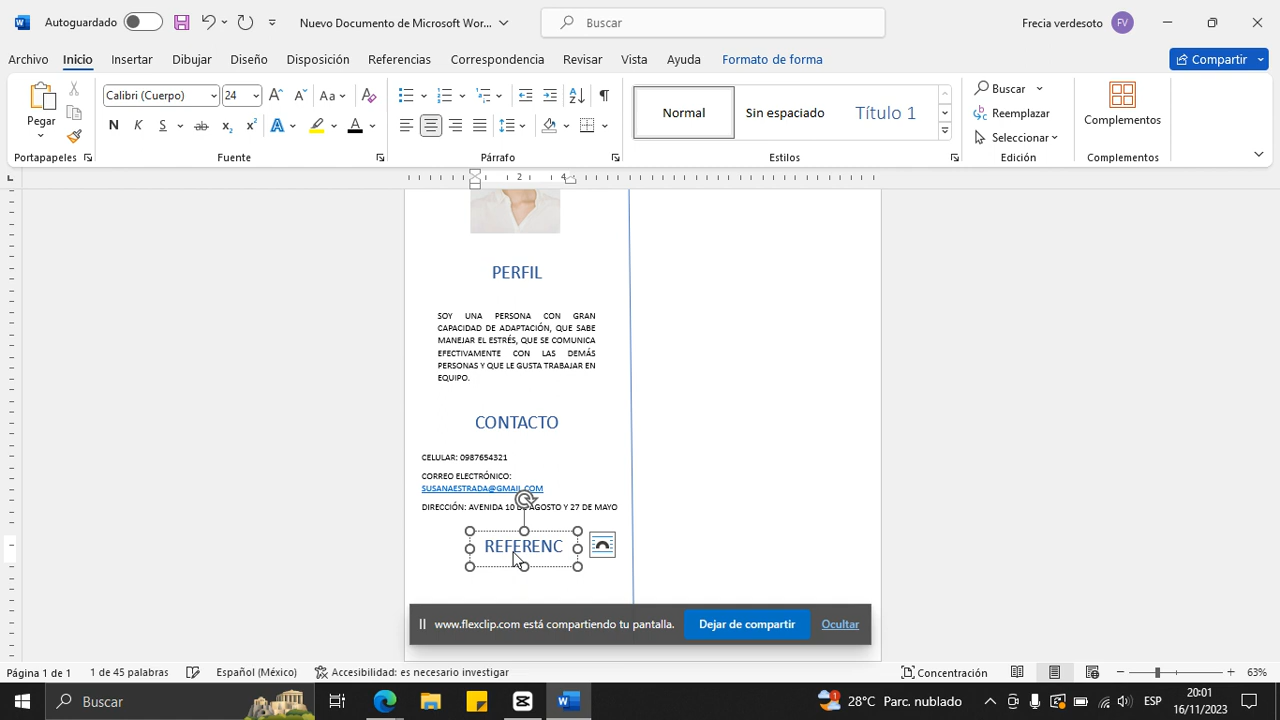 Autoguardado
Nuevo Documento de Microsoft Wor...
Buscar
Frecia verdesoto
FV
Archivo
Inicio
Insertar
Dibujar
Diseño
Disposición
Referencias
Correspondencia
Revisar
Vista
Ayuda
Formato de forma
Compartir
Pegar
Portapapeles
Calibri (Cuerpo)
24
Fuente
Párrafo
Normal
Sin espaciado
Título 1
Estilos
Buscar
Reemplazar
Seleccionar
Edición
Complementos
Complementos
2
4
PERFIL
SOY UNA PERSONA CON GRAN
CAPACIDAD DE ADAPTACIÓN, QUE SABE
MANEJAR EL ESTRÉS, QUE SE COMUNICA
EFECTIVAMENTE CON LAS DEMÁS
PERSONAS Y QUE LE GUSTA TRABAJAR EN
EQUIPO.
CONTACTO
CELULAR: 0987654321
CORREO ELECTRÓNICO:
SUSANAESTRADA@GMAIL.COM
DIRECCIÓN: AVENIDA 10 DE AGOSTO Y 27 DE MAYO
REFERENC
www.flexclip.com está compartiendo tu pantalla.
Dejar de compartir
Ocultar
Página 1 de 1
1 de 45 palabras
Español (México)
Accesibilidad: es necesario investigar
Concentración
63%
Buscar
1
28°C Parc. nublado
ESP
20:01
16/11/2023